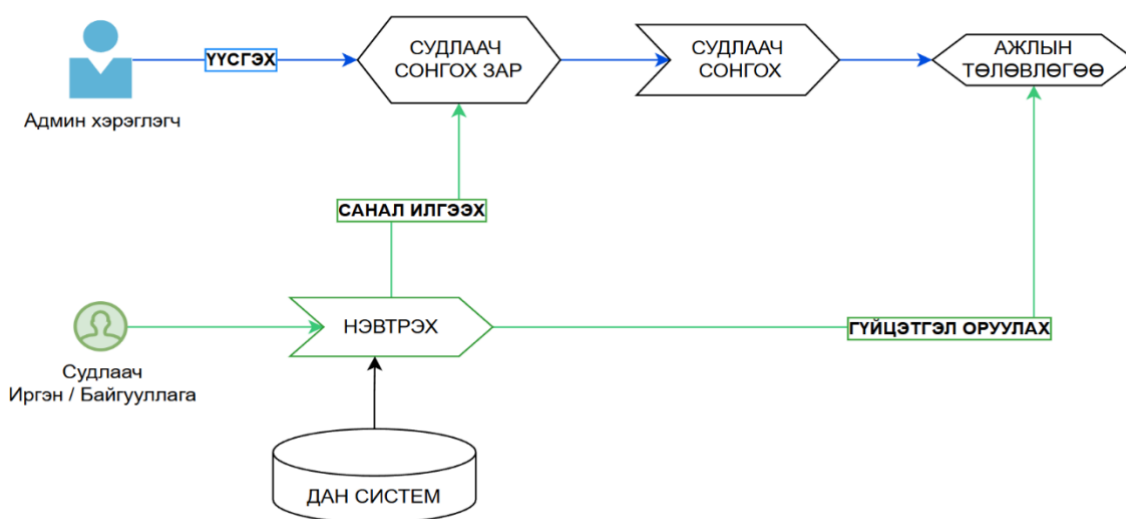 ҮҮСГЭХ
СУДЛААЧ
СОНГОХ ЗАР
СУДЛААЧ
СОНГОХ
АЖЛЫН
ТӨЛӨВЛӨГӨӨ
Админ хэрэглэгч
САНАЛ ИЛГЭЭХ
НЭВТРЭХ
ГҮЙЦЭТГЭЛ ОРУУЛАХ
Судлаач
Иргэн / Байгууллага
ДАН СИСТЕМ